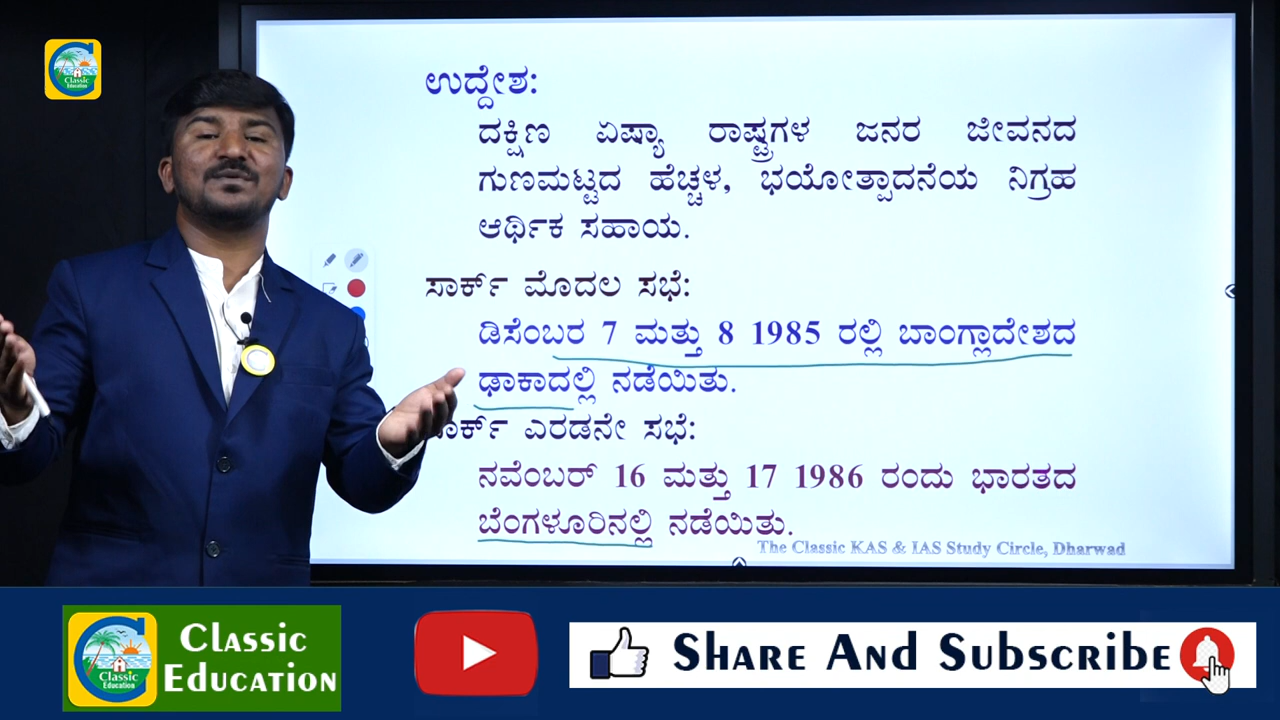 Classic
Education
ಉದ್ದೇಶ:
ದಕ್ಷಿಣ ಏಷ್ಯಾ ರಾಷ್ಟ್ರಗಳ ಜನರ ಜೀವನದ
ಗುಣಮಟ್ಟದ ಹೆಚ್ಚಳ, ಭಯೋತ್ಪಾದನೆಯ ನಿಗ್ರಹ
ಆರ್ಥಿಕ ಸಹಾಯ.
ಸಾರ್ಕ್ ಮೊದಲ ಸಭೆ:
ಡಿಸೆಂಬರ 7 ಮತ್ತು 8 1985 ರಲ್ಲಿ ಬಾಂಗ್ಲಾದೇಶದ
ಢಾಕಾದಲ್ಲಿ ನಡೆಯಿತು.
ಸಾರ್ಕ್ ಎರಡನೇ ಸಭೆ:
ನವೆಂಬರ್ 16 ಮತ್ತು 17 1986 ರಂದು ಭಾರತದ
ಬೆಂಗಳೂರಿನಲ್ಲಿ ನಡೆಯಿತು.
The Classic KAS & IAS Study Circle, Dharwad
Classic
Education
Classic
Education
Share And Subscribe